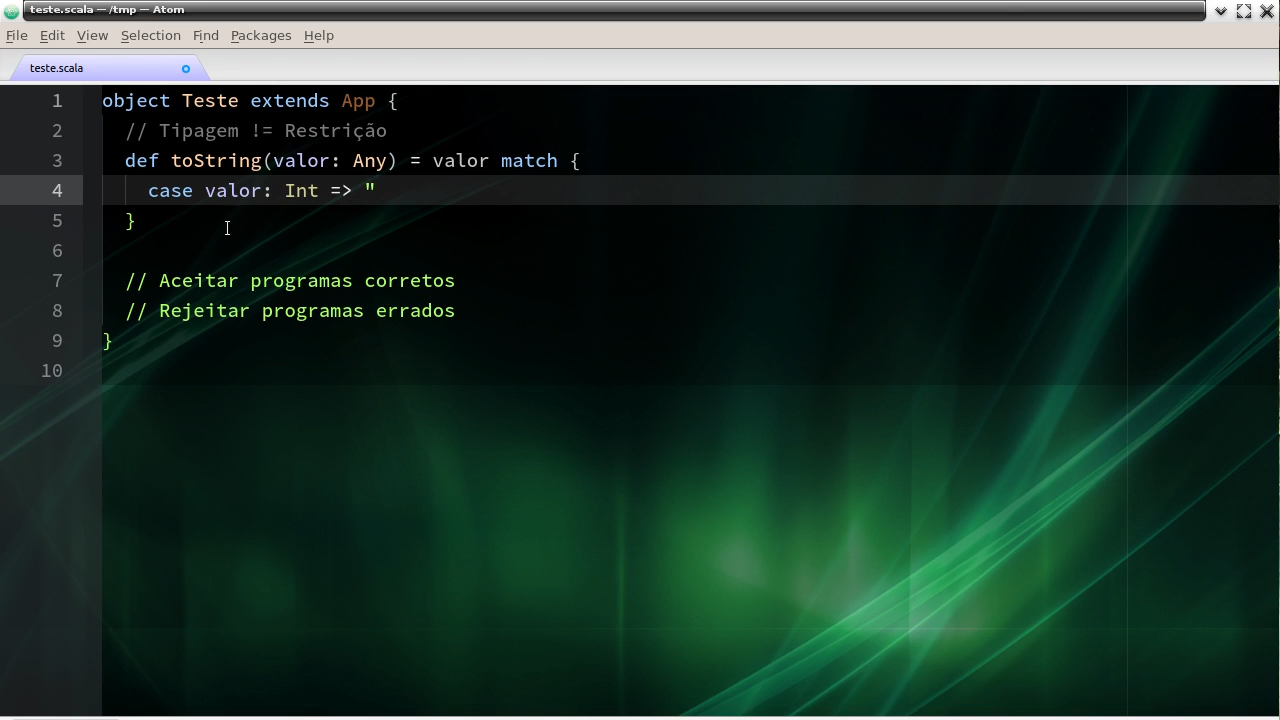 teste.scala — /tmp — Atom
File Edit View Selection Find Packages Help
teste.scala
1 object Teste extends App {
2   // Tipagem != Restrição
3   def toString(valor: Any) = valor match {
4     case valor: Int => "
5   }
6
7   // Aceitar programas corretos
8   // Rejeitar programas errados
9 }
10